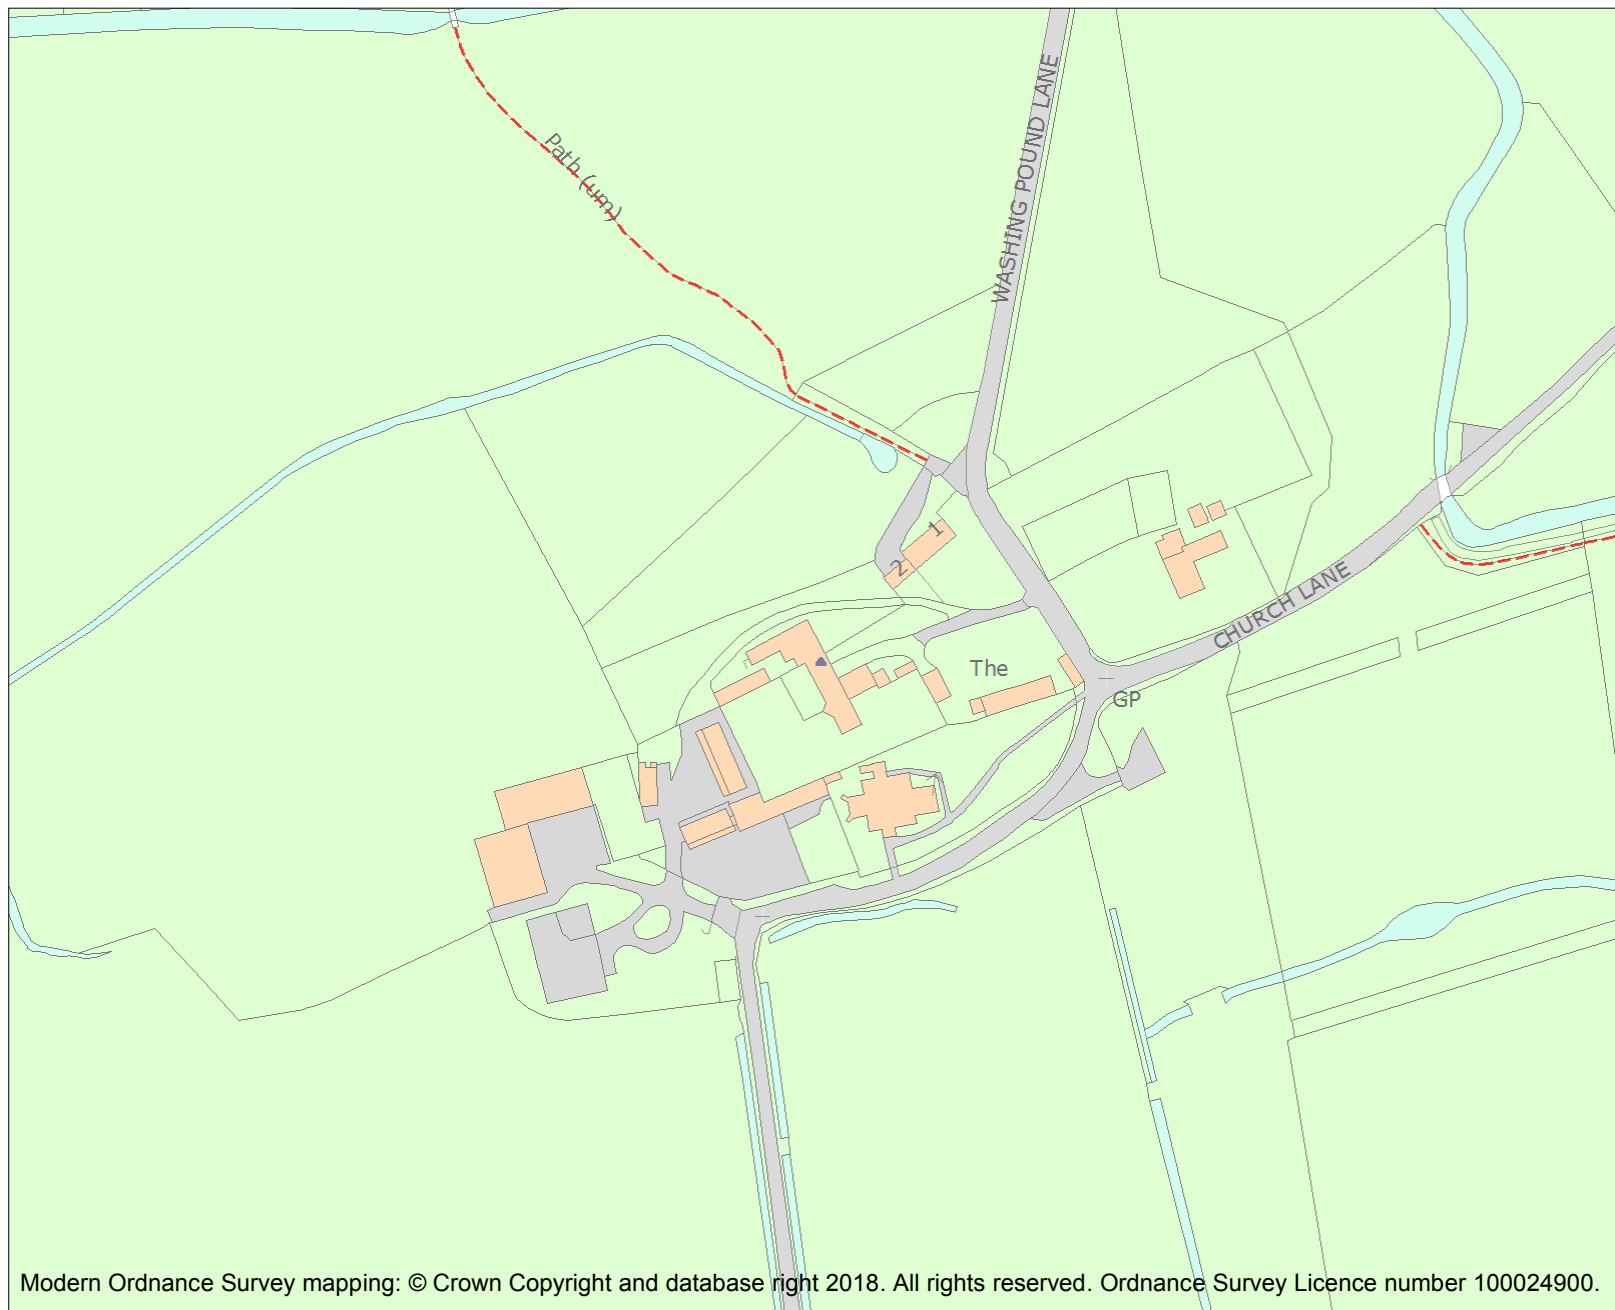 Path (um)
WASHING POUND LANE
1
2
CHURCH LANE
The
GP
Modern Ordnance Survey mapping: © Crown Copyright and database right 2018. All rights reserved. Ordnance Survey Licence number 100024900.